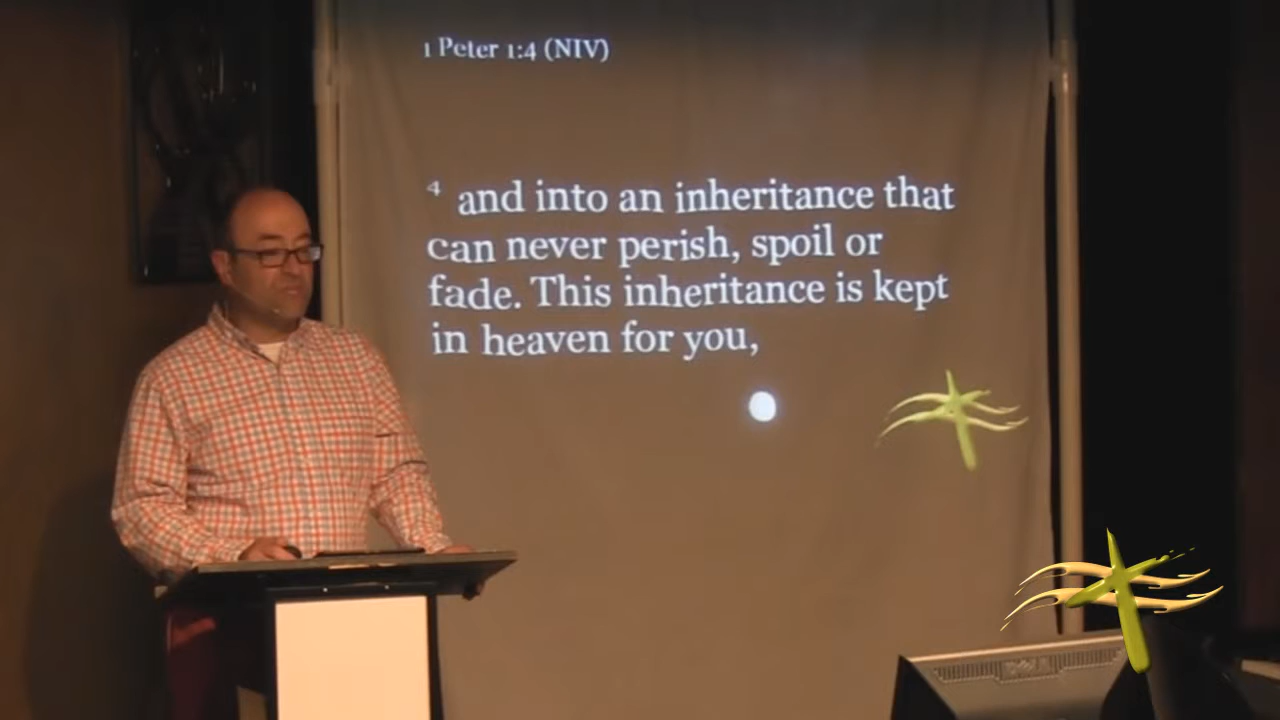 1 Peter 1:4 (NIV)
4 and into an inheritance that
can never perish, spoil or
fade. This inheritance is kept
in heaven for you,